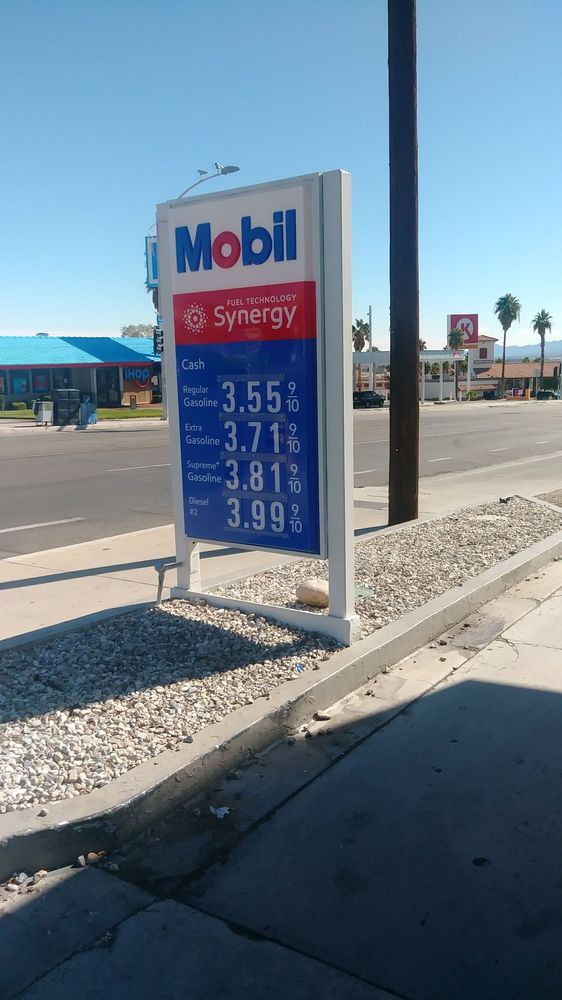 Mobil
FUEL TECHNOLOGY
Synergy
Cash
Regular
Gasoline 3.55 9/10
Extra
Gasoline 3.71 9/10
Supreme+
Gasoline 3.81 9/10
Diesel
#2 3.99 9/10
IHOP
K